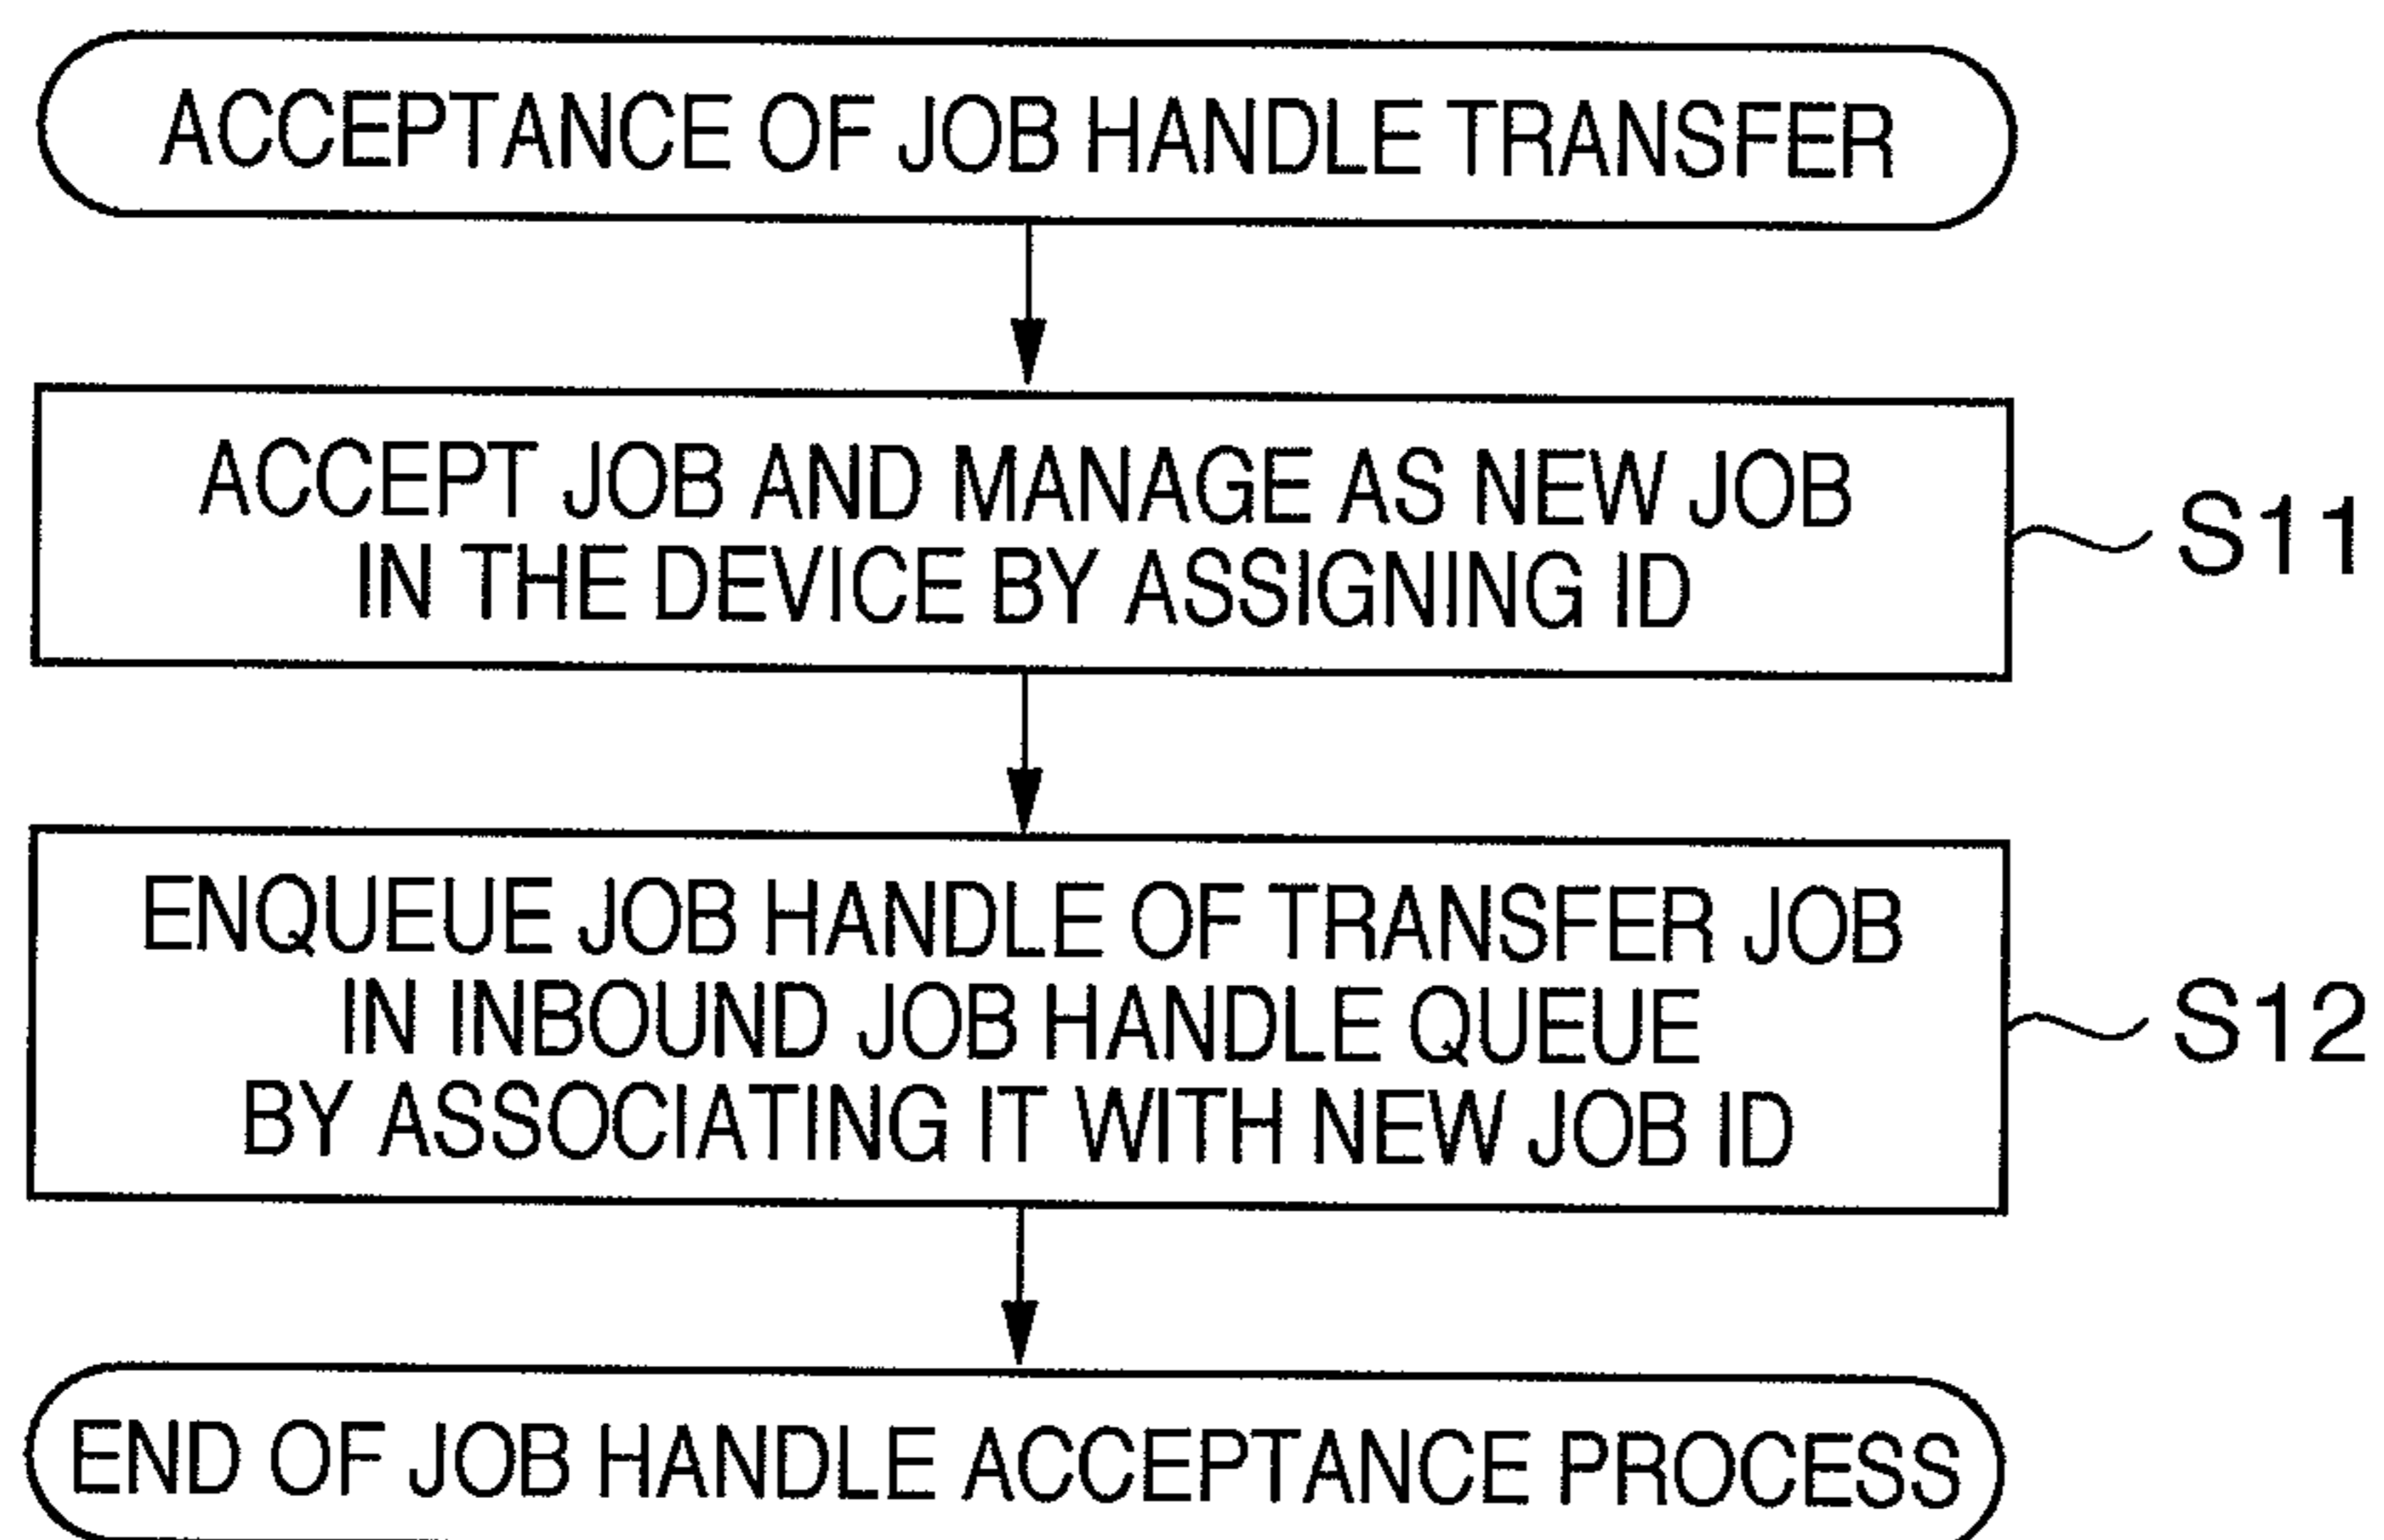 ACCEPTANCE OF JOB HANDLE TRANSFER
ACCEPT JOB AND MANAGE AS NEW JOB
IN THE DEVICE BY ASSIGNING ID
S11
ENQUEUE JOB HANDLE OF TRANSFER JOB
IN INBOUND JOB HANDLE QUEUE
BY ASSOCIATING IT WITH NEW JOB ID
S12
END OF JOB HANDLE ACCEPTANCE PROCESS